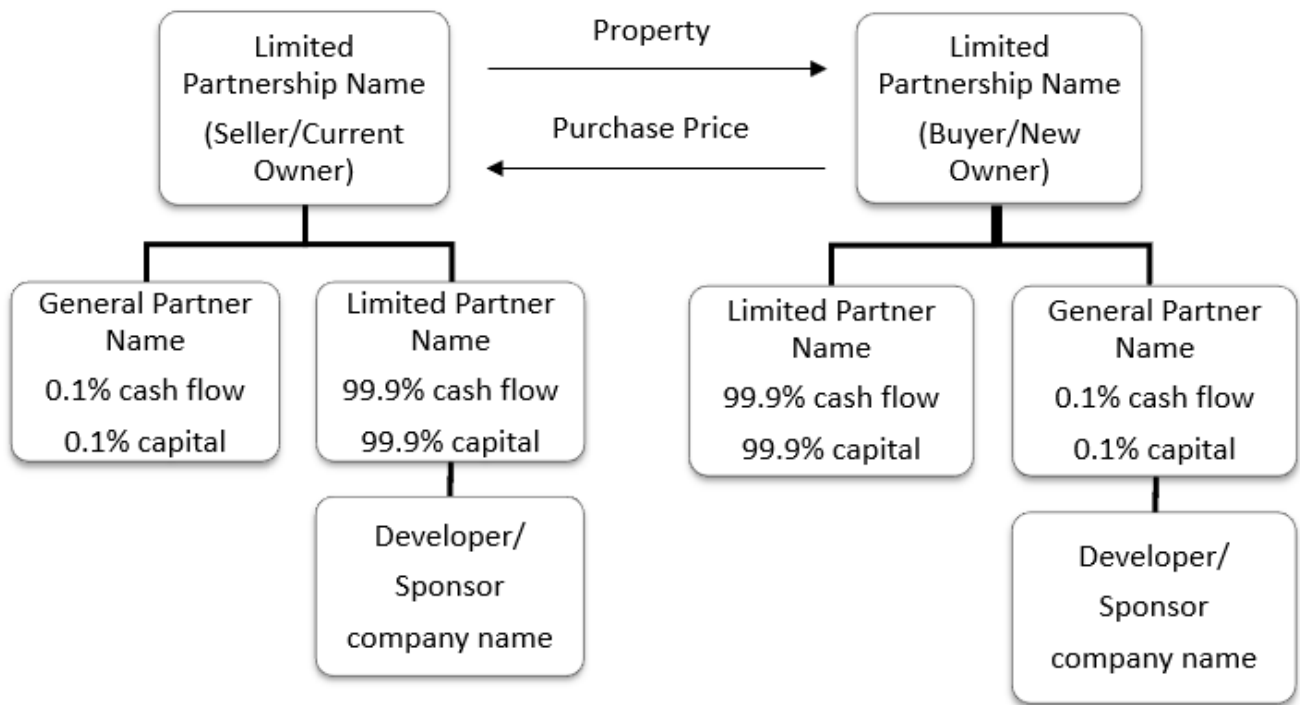 Limited
Partnership Name
(Seller/Current
Owner)
Property
Purchase Price
Limited
Partnership Name
(Buyer/New
Owner)
General Partner
Name
0.1% cash flow
0.1% capital
Limited Partner
Name
99.9% cash flow
99.9% capital
Limited Partner
Name
99.9% cash flow
99.9% capital
General Partner
Name
0.1% cash flow
0.1% capital
Developer/
Sponsor
company name
Developer/
Sponsor
company name